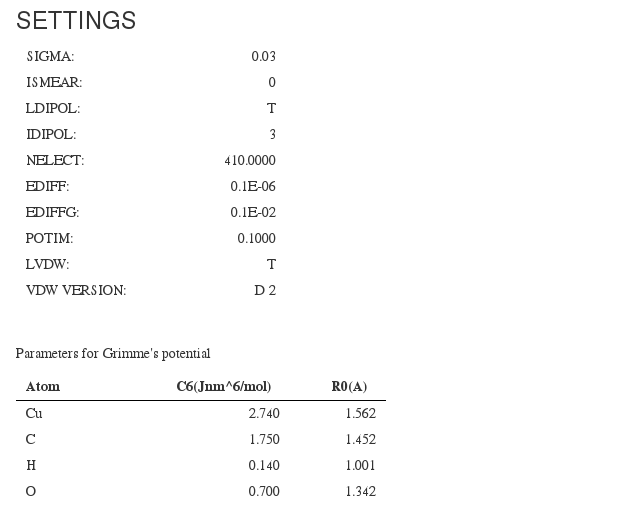 SETTINGS
SIGMA: 0.03
ISMEAR: 0
LDIPOL: T
IDIPOL: 3
NELECT: 410.0000
EDIFF: 0.1E-06
EDIFFG: 0.1E-02
POTIM: 0.1000
LVDW: T
VDW VERSION: D 2
Parameters for Grimme's potential
Atom C6(Jnm^6/mol) R0(A)
Cu 2.740 1.562
C 1.750 1.452
H 0.140 1.001
O 0.700 1.342